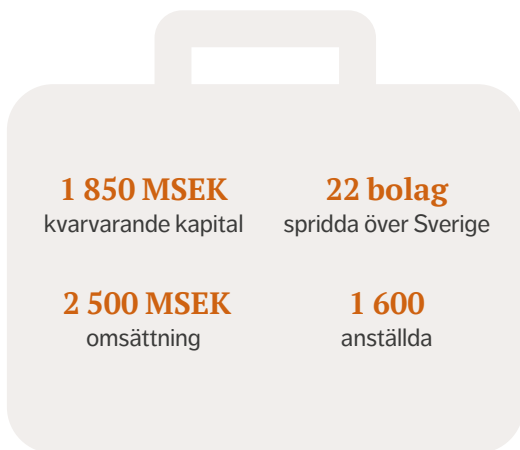 1 850 MSEK
kvarvarande kapital
22 bolag
spridda över Sverige
2 500 MSEK
omsättning
1 600
anställda